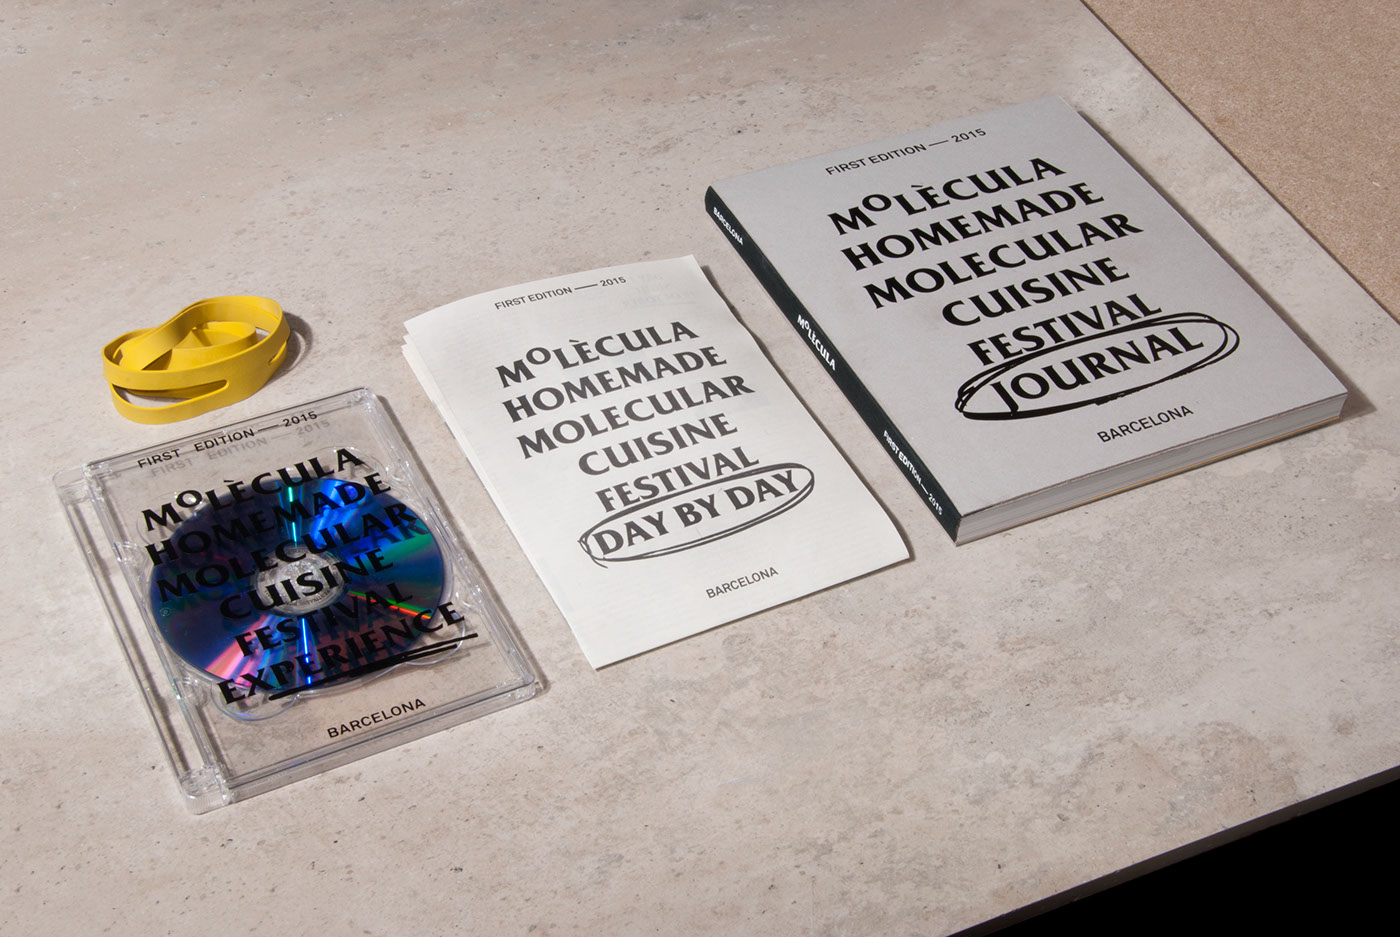 FIRST EDITION — 2015
MOLÈCULA
HOMEMADE
MOLECULAR
CUISINE
FESTIVAL
EXPERIENCE
BARCELONA
FIRST EDITION — 2015
MOLÈCULA
HOMEMADE
MOLECULAR
CUISINE
FESTIVAL
DAY BY DAY
BARCELONA
BARCELONA
MOLÈCULA
FIRST EDITION — 2015
FIRST EDITION — 2015
MOLÈCULA
HOMEMADE
MOLECULAR
CUISINE
FESTIVAL
JOURNAL
BARCELONA